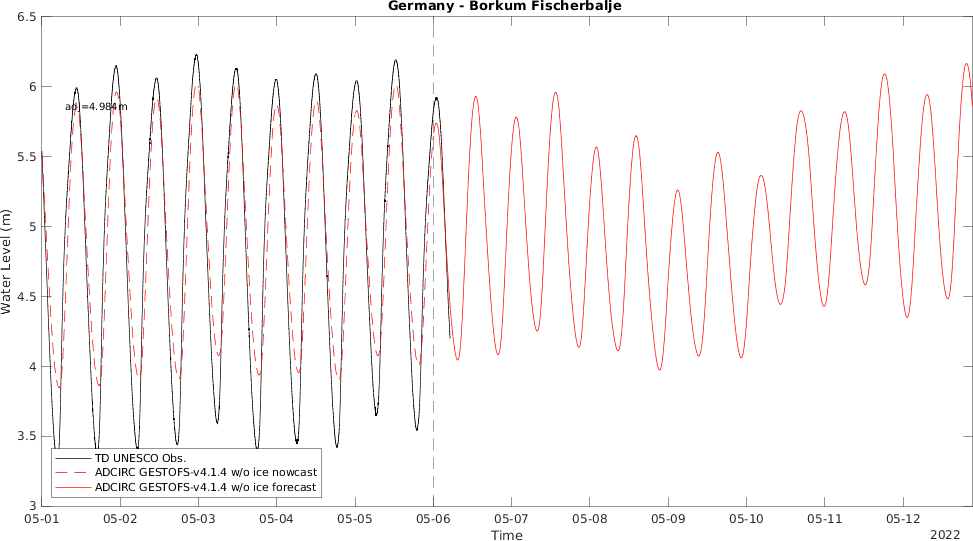 Germany - Borkum Fischerbalje
6.5
6
5.5
5
4.5
4
3.5
3
Water Level (m)
adj=4.984m
TD UNESCO Obs.
ADCIRC GESTOFS-v4.1.4 w/o ice nowcast
ADCIRC GESTOFS-v4.1.4 w/o ice forecast
05-01 05-02 05-03 05-04 05-05 05-06 05-07 05-08 05-09 05-10 05-11 05-12
Time
2022